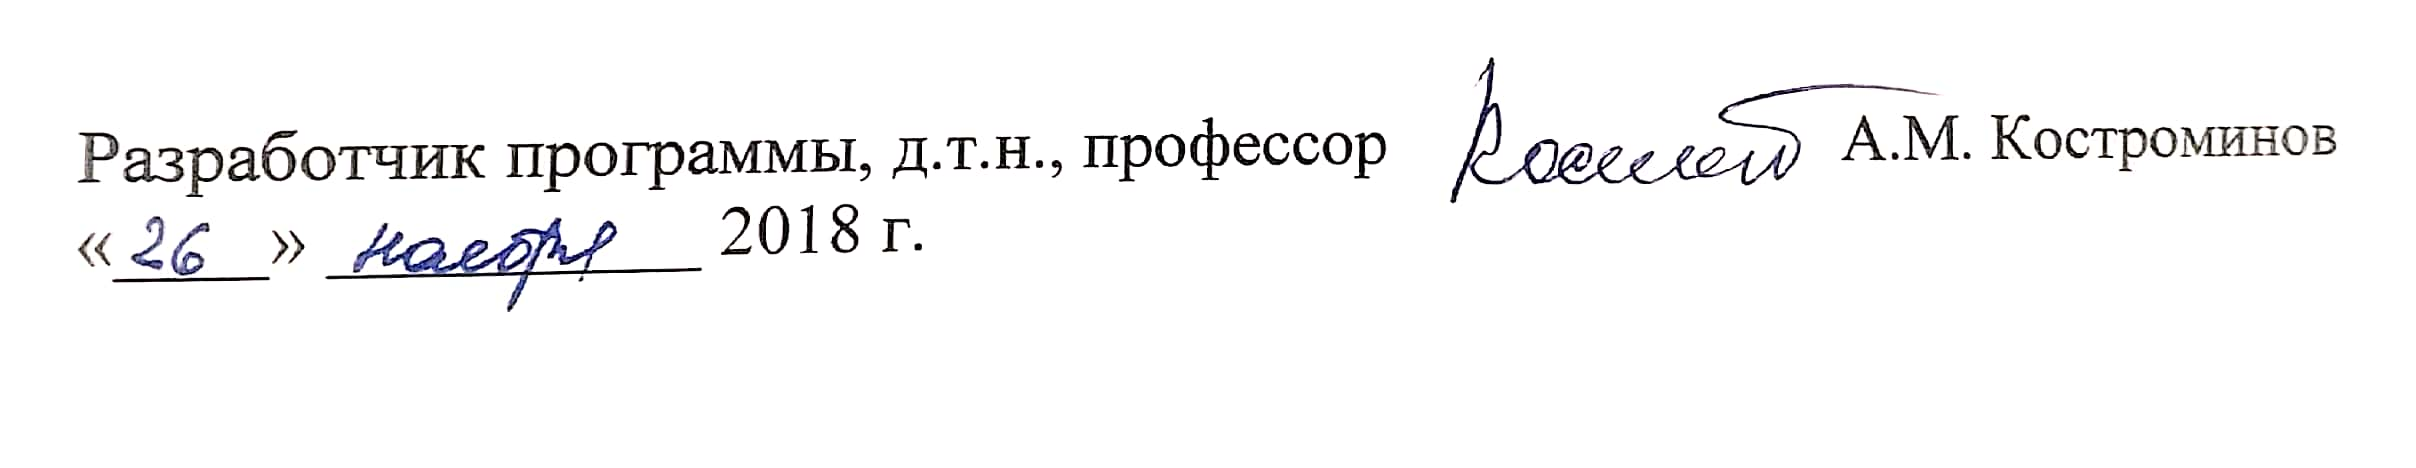 Разработчик программы, д.т.н., профессор А.М. Костроминов
«26» ноября 2018 г.